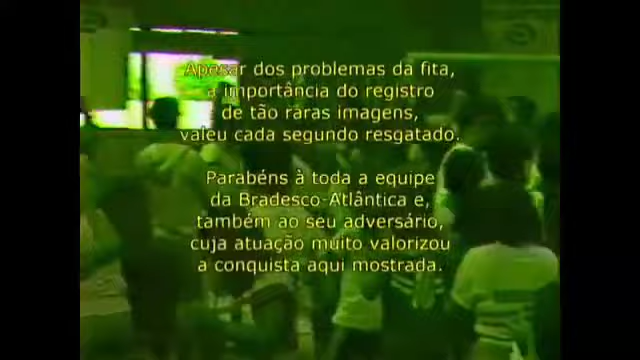 Apesar dos problemas da fita,
a importância do registro
de tão raras imagens,
valeu cada segundo resgatado.
Parabéns à toda a equipe
da Bradesco-Atlântica e,
também ao seu adversário,
cuja atuação muito valorizou
a conquista aqui mostrada.